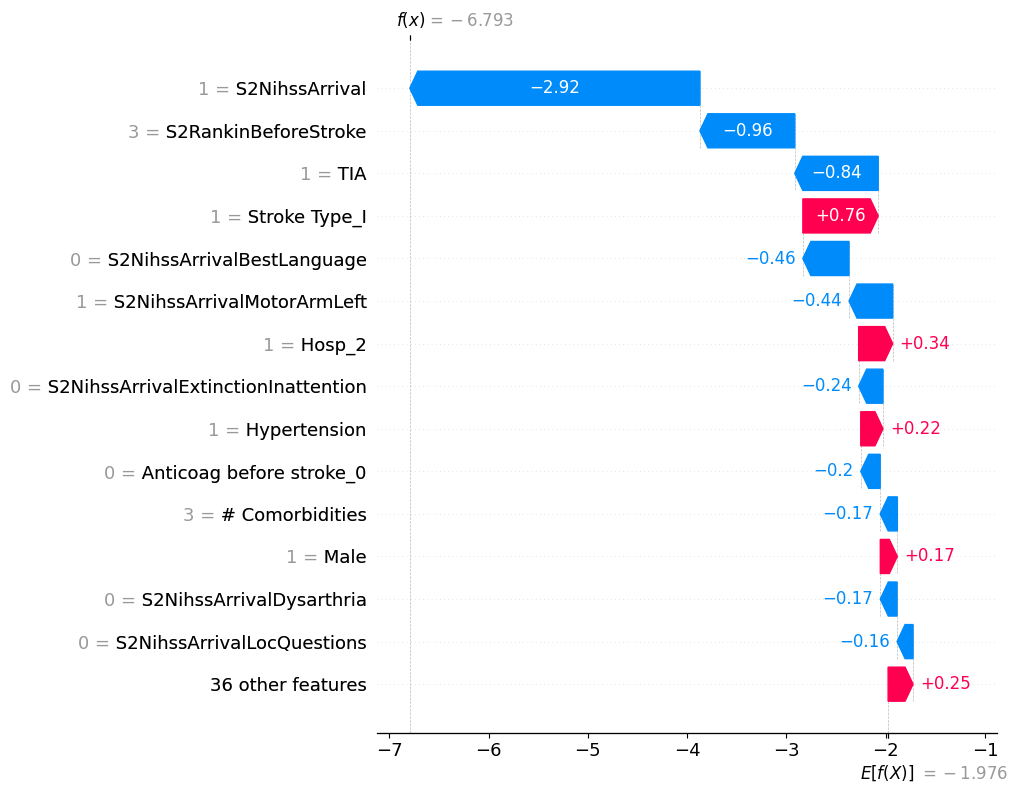 f(x) = −6.793
1 = S2NihssArrival −2.92
3 = S2RankinBeforeStroke −0.96
1 = TIA −0.84
1 = Stroke Type_I +0.76
0 = S2NihssArrivalBestLanguage −0.46
1 = S2NihssArrivalMotorArmLeft −0.44
1 = Hosp_2 +0.34
0 = S2NihssArrivalExtinctionInattention −0.24
1 = Hypertension +0.22
0 = Anticoag before stroke_0 −0.2
3 = # Comorbidities −0.17
1 = Male +0.17
0 = S2NihssArrivalDysarthria −0.17
0 = S2NihssArrivalLocQuestions −0.16
36 other features +0.25
−7 −6 −5 −4 −3 −2 −1
E[f(X)] = −1.976